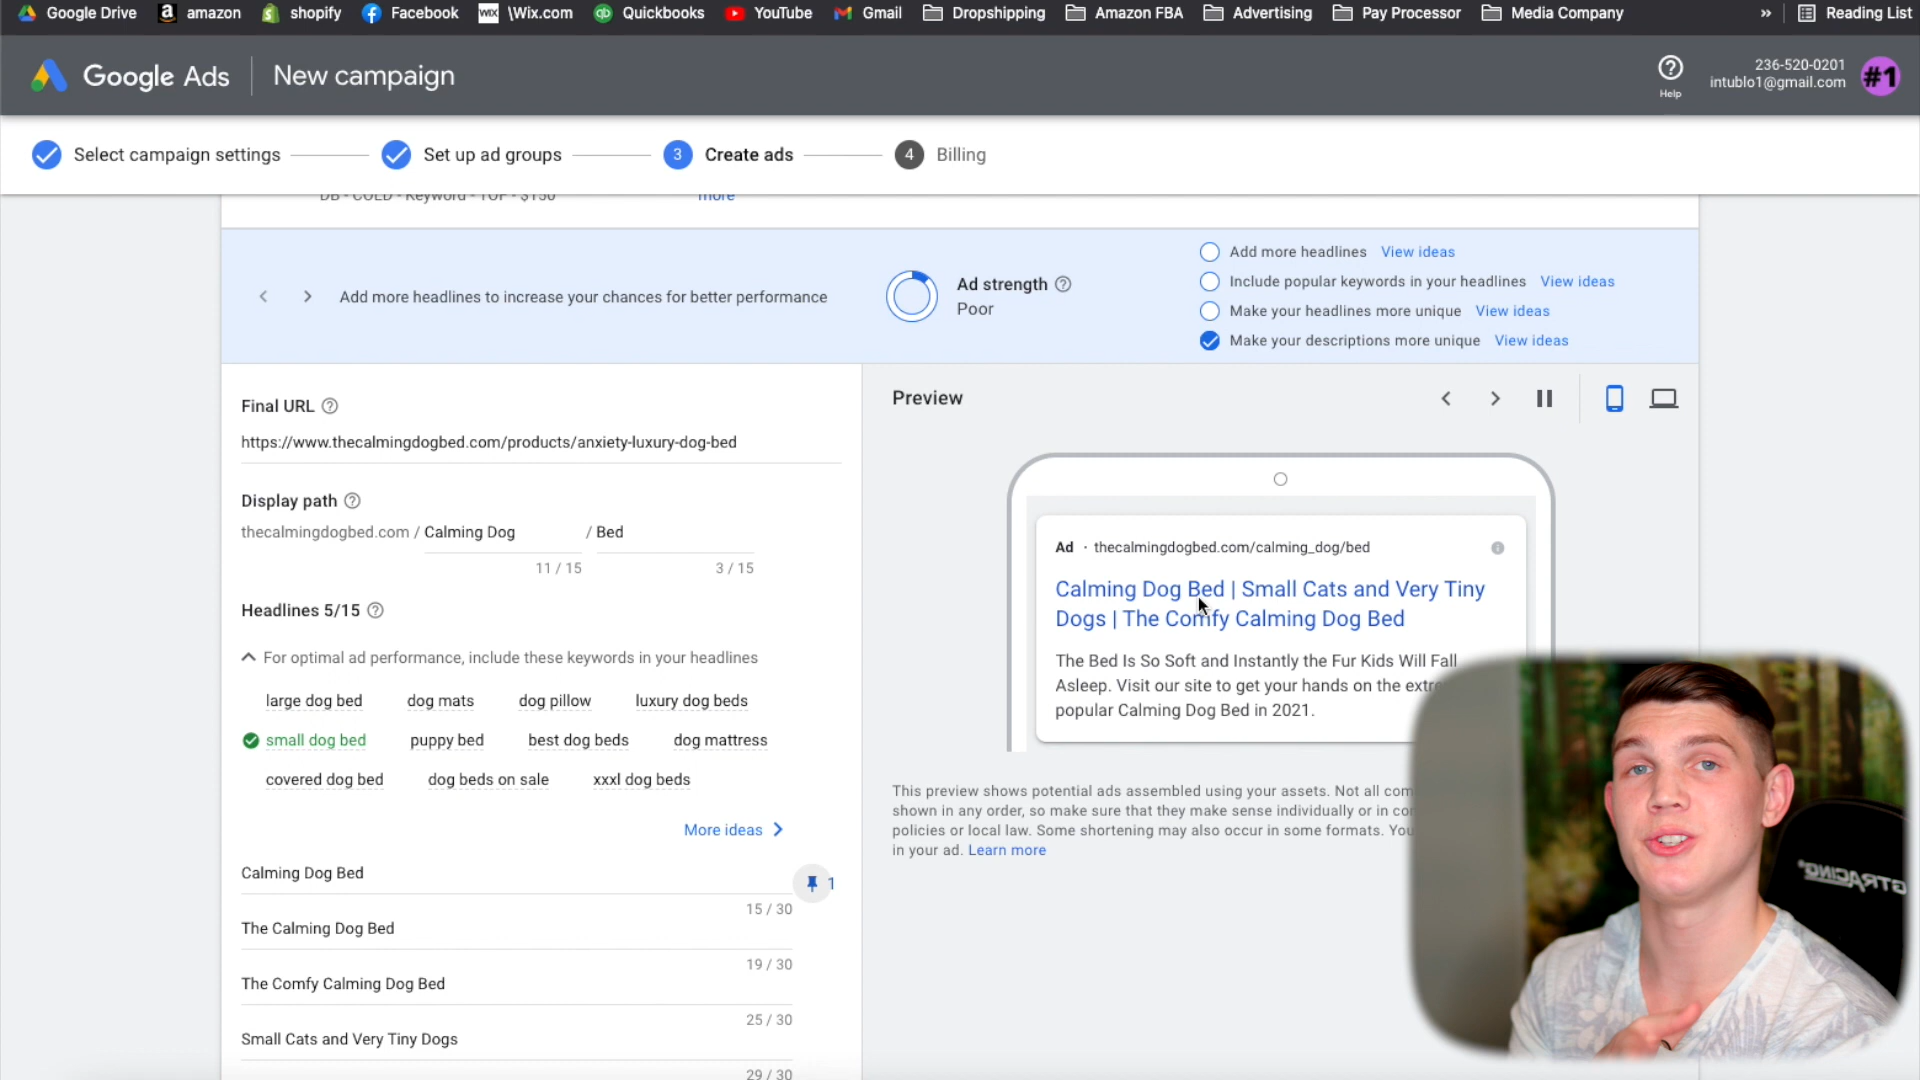 Google Drive amazon shopify Facebook WIX \Wix.com qb Quickbooks YouTube Gmail Dropshipping Amazon FBA Advertising Pay Processor Media Company » Reading List
Google Ads New campaign
Help
236-520-0201
intublo1@gmail.com
#1
Select campaign settings Set up ad groups 3 Create ads 4 Billing
DB - COLD - Keyword - TOF - $150 more
Add more headlines to increase your chances for better performance
Ad strength ?
Poor
Add more headlines View ideas
Include popular keywords in your headlines View ideas
Make your headlines more unique View ideas
Make your descriptions more unique View ideas
Final URL ?
https://www.thecalmingdogbed.com/products/anxiety-luxury-dog-bed
Display path ?
thecalmingdogbed.com / Calming Dog / Bed
11 / 15 3 / 15
Headlines 5/15 ?
For optimal ad performance, include these keywords in your headlines
large dog bed dog mats dog pillow luxury dog beds
small dog bed puppy bed best dog beds dog mattress
covered dog bed dog beds on sale xxxl dog beds
More ideas
Calming Dog Bed
1
15 / 30
The Calming Dog Bed
19 / 30
The Comfy Calming Dog Bed
25 / 30
Small Cats and Very Tiny Dogs
29 / 30
Preview
Ad · thecalmingdogbed.com/calming_dog/bed
Calming Dog Bed | Small Cats and Very Tiny
Dogs | The Comfy Calming Dog Bed
The Bed Is So Soft and Instantly the Fur Kids Will Fall
Asleep. Visit our site to get your hands on the extre
popular Calming Dog Bed in 2021.
This preview shows potential ads assembled using your assets. Not all com
shown in any order, so make sure that they make sense individually or in co
policies or local law. Some shortening may also occur in some formats. You
in your ad. Learn more
GTRACING